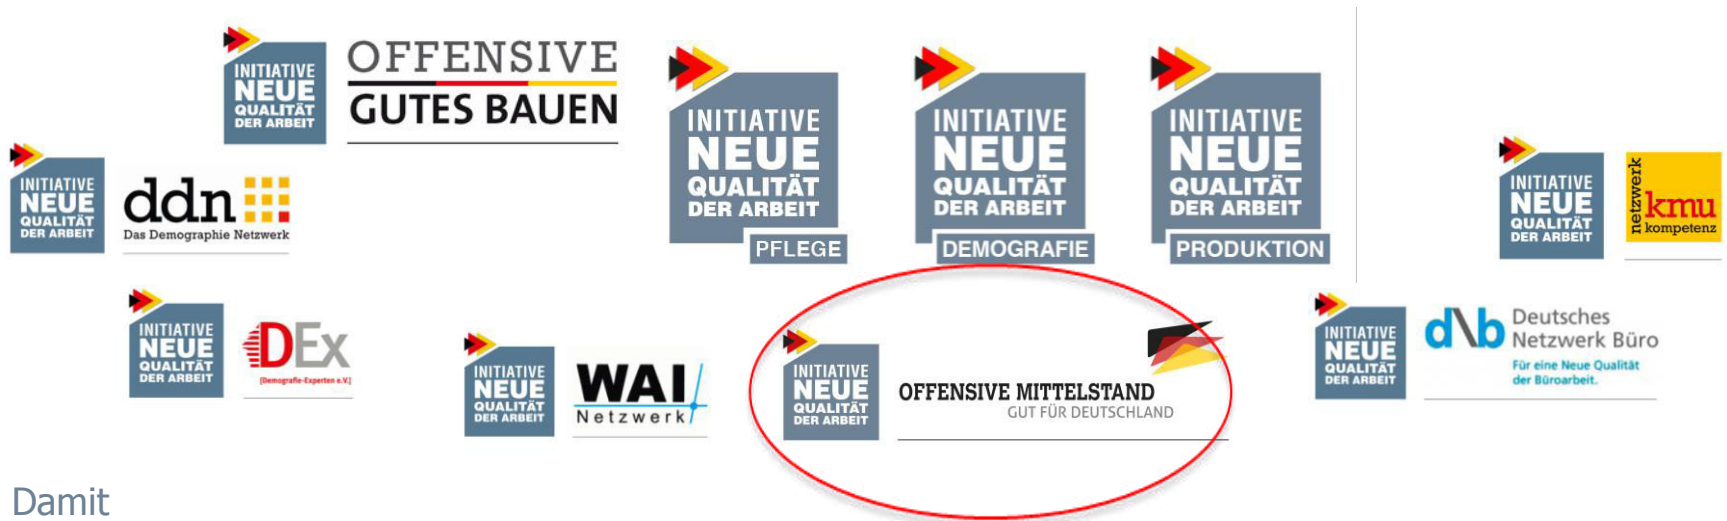 INITIATIVE
NEUE
QUALITÄT
DER ARBEIT
OFFENSIVE
GUTES BAUEN
INITIATIVE
NEUE
QUALITÄT
DER ARBEIT
PFLEGE
INITIATIVE
NEUE
QUALITÄT
DER ARBEIT
DEMOGRAFIE
INITIATIVE
NEUE
QUALITÄT
DER ARBEIT
PRODUKTION
INITIATIVE
NEUE
QUALITÄT
DER ARBEIT
ddn
Das Demographie Netzwerk
INITIATIVE
NEUE
QUALITÄT
DER ARBEIT
netzwerk
kmu
kompetenz
INITIATIVE
NEUE
QUALITÄT
DER ARBEIT
DEx
[Demografie-Experten e.V.]
INITIATIVE
NEUE
QUALITÄT
DER ARBEIT
WAI
Netzwerk
INITIATIVE
NEUE
QUALITÄT
DER ARBEIT
OFFENSIVE MITTELSTAND
GUT FÜR DEUTSCHLAND
INITIATIVE
NEUE
QUALITÄT
DER ARBEIT
d\b
Deutsches
Netzwerk Büro
Für eine Neue Qualität
der Büroarbeit.
Damit